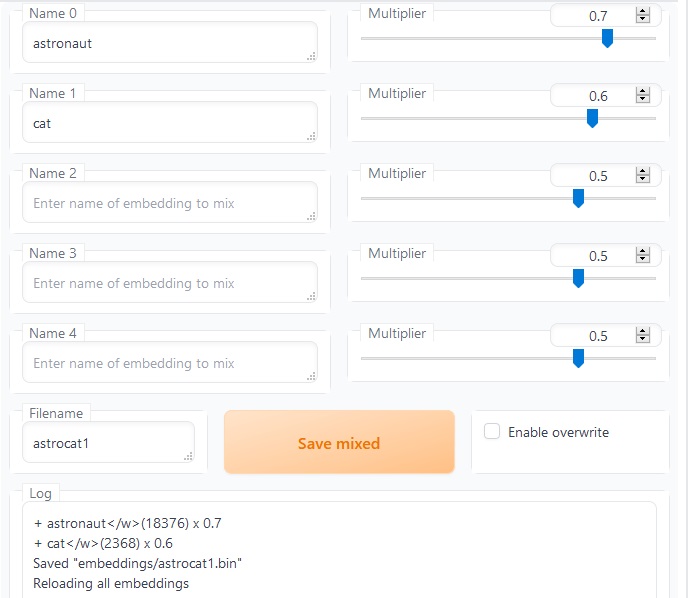 Name 0
Multiplier
0.7
astronaut
Name 1
Multiplier
0.6
cat
Name 2
Multiplier
0.5
Enter name of embedding to mix
Name 3
Multiplier
0.5
Enter name of embedding to mix
Name 4
Multiplier
0.5
Enter name of embedding to mix
Filename
astrocat1
Save mixed
Enable overwrite
Log
+ astronaut</w>(18376) x 0.7
+ cat</w>(2368) x 0.6
Saved "embeddings/astrocat1.bin"
Reloading all embeddings